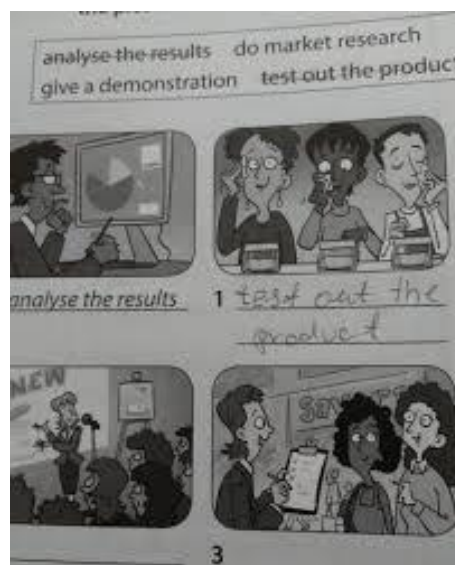 analyse the results do market research
give a demonstration test out the product
analyse the results
1 test out the
product
NEW
3